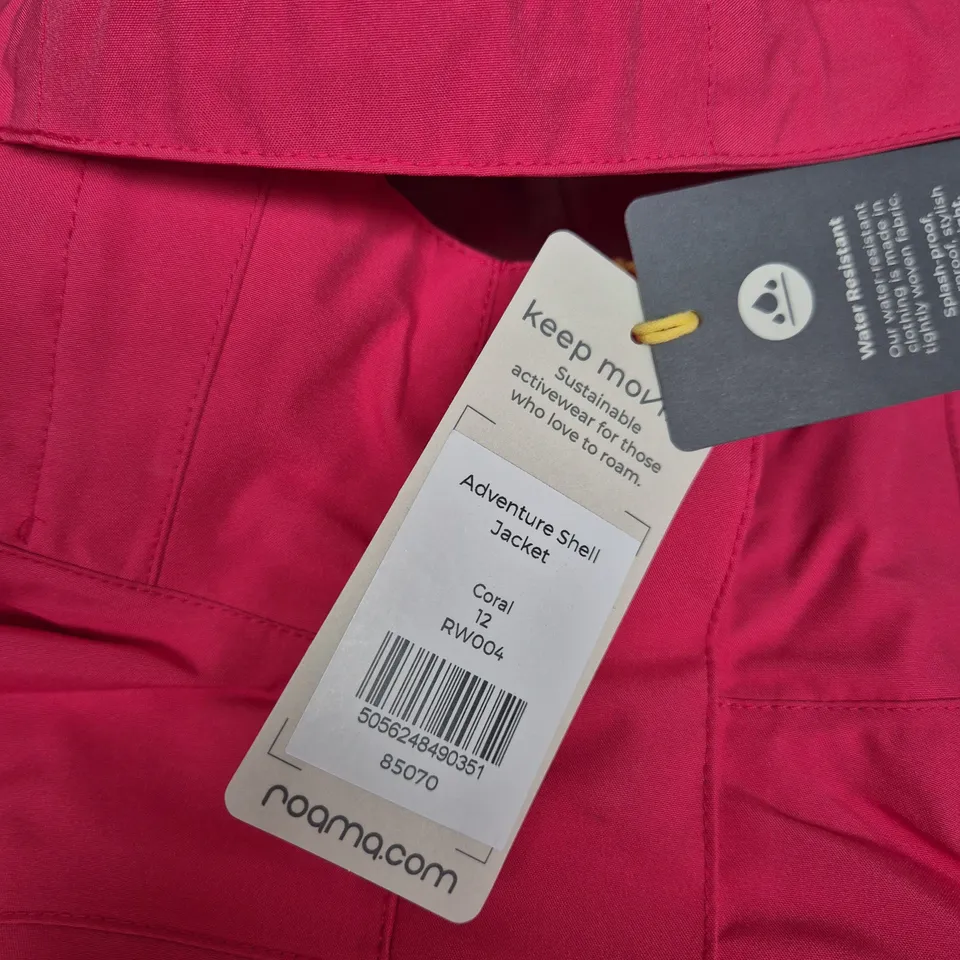 keep movi
Sustainable
activewear for those
who love to roam.
Adventure Shell
Jacket
Coral
12
RW004
5056248490351
85070
roama.com
Water Resistant
Our water-resistant
clothing is made in
tightly woven fabric.
splash-proof,
stylish